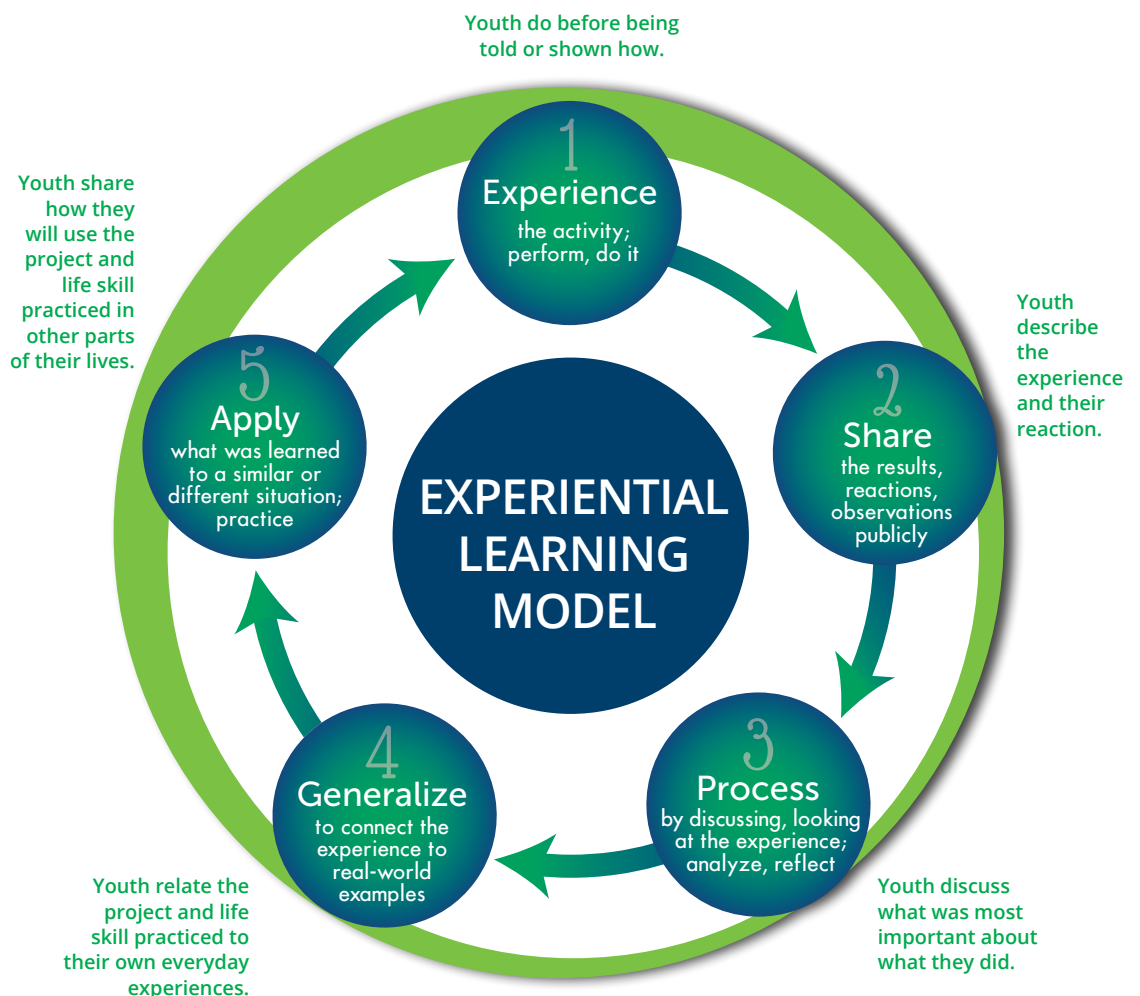 Youth do before being
told or shown how.
1
Experience
the activity;
perform, do it
Youth
describe
the
experience
and their
reaction.
2
Share
the results,
reactions,
observations
publicly
3
Process
by discussing, looking
at the experience;
analyze, reflect
Youth discuss
what was most
important about
what they did.
4
Generalize
to connect the
experience to
real-world
examples
Youth relate the
project and life
skill practiced to
their own everyday
experiences.
5
Apply
what was learned
to a similar or
different situation;
practice
Youth share
how they
will use the
project and
life skill
practiced in
other parts
of their lives.
EXPERIENTIAL
LEARNING
MODEL